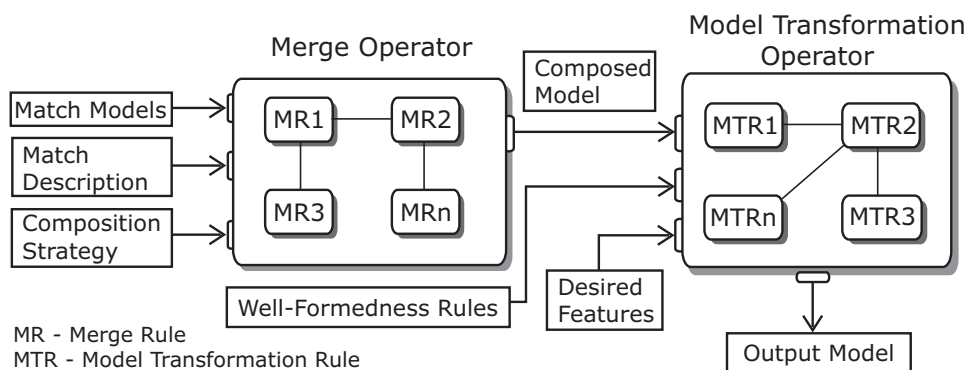 Merge Operator
Model Transformation
Operator
Match Models
Match
Description
Composition
Strategy
MR1
MR2
MR3
MRn
Composed
Model
MTR1
MTR2
MTRn
MTR3
Well-Formedness Rules
Desired
Features
Output Model
MR - Merge Rule
MTR - Model Transformation Rule